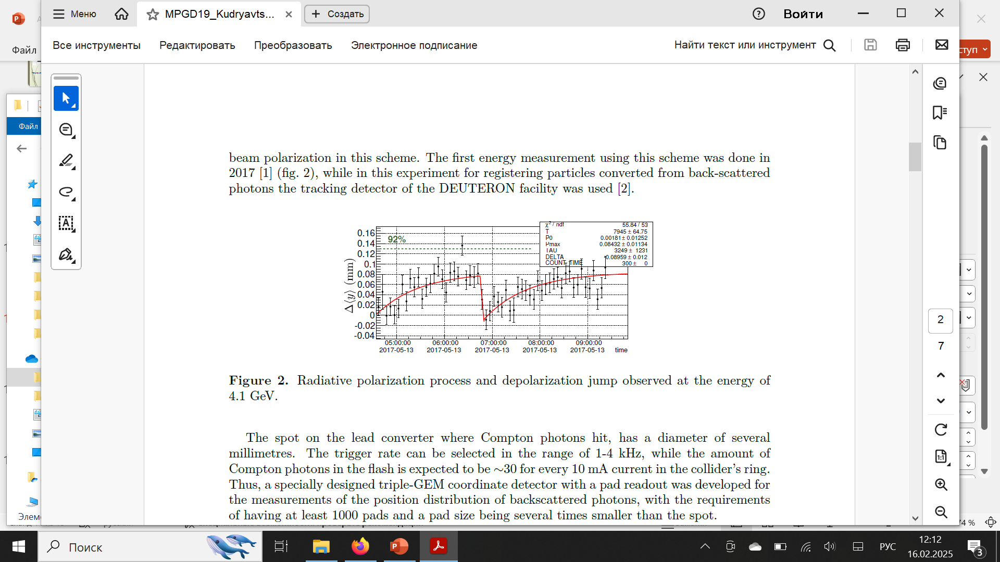 Меню
MPGD19_Kudryavts...
Создать
Войти
Файл
Все инструменты
Редактировать
Преобразовать
Электронное подписание
Найти текст или инструмент
ступ
Файл
beam polarization in this scheme. The first energy measurement using this scheme was done in
2017 [1] (fig. 2), while in this experiment for registering particles converted from back-scattered
photons the tracking detector of the DEUTERON facility was used [2].
χ² / ndf 55.84 / 53
T 7945 ± 64.75
P0 0.00181 ± 0.01252
Pmax 0.08432 ± 0.01134
TAU 3249 ± 1231
DELTA 0.08959 ± 0.012
COUNT_TIME 300 ± 0
92%
Δ⟨y⟩ (mm)
0.16
0.14
0.12
0.1
0.08
0.06
0.04
0.02
0
-0.02
-0.04
05:00:00 06:00:00 07:00:00 08:00:00 09:00:00
2017-05-13 2017-05-13 2017-05-13 2017-05-13 2017-05-13 time
Figure 2. Radiative polarization process and depolarization jump observed at the energy of
4.1 GeV.
The spot on the lead converter where Compton photons hit, has a diameter of several
millimetres. The trigger rate can be selected in the range of 1-4 kHz, while the amount of
Compton photons in the flash is expected to be ∼30 for every 10 mA current in the collider's ring.
Thus, a specially designed triple-GEM coordinate detector with a pad readout was developed for
the measurements of the position distribution of backscattered photons, with the requirements
of having at least 1000 pads and a pad size being several times smaller than the spot.
2
7
1:1
Элем
74 %
Поиск
РУС
12:12
16.02.2025
3